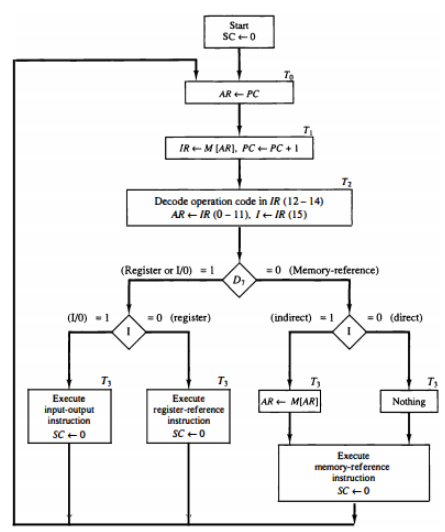 Start
SC ← 0
T0
AR ← PC
T1
IR ← M [AR], PC ← PC + 1
T2
Decode operation code in IR (12 – 14)
AR ← IR (0 – 11), I ← IR (15)
(Register or I/0) = 1
D7
= 0 (Memory-reference)
(I/0) = 1
I
= 0 (register)
(indirect) = 1
I
= 0 (direct)
T3
Execute
input-output
instruction
SC ← 0
T3
Execute
register-reference
instruction
SC ← 0
T3
AR ← M[AR]
T3
Nothing
Execute
memory-reference
instruction
SC ← 0